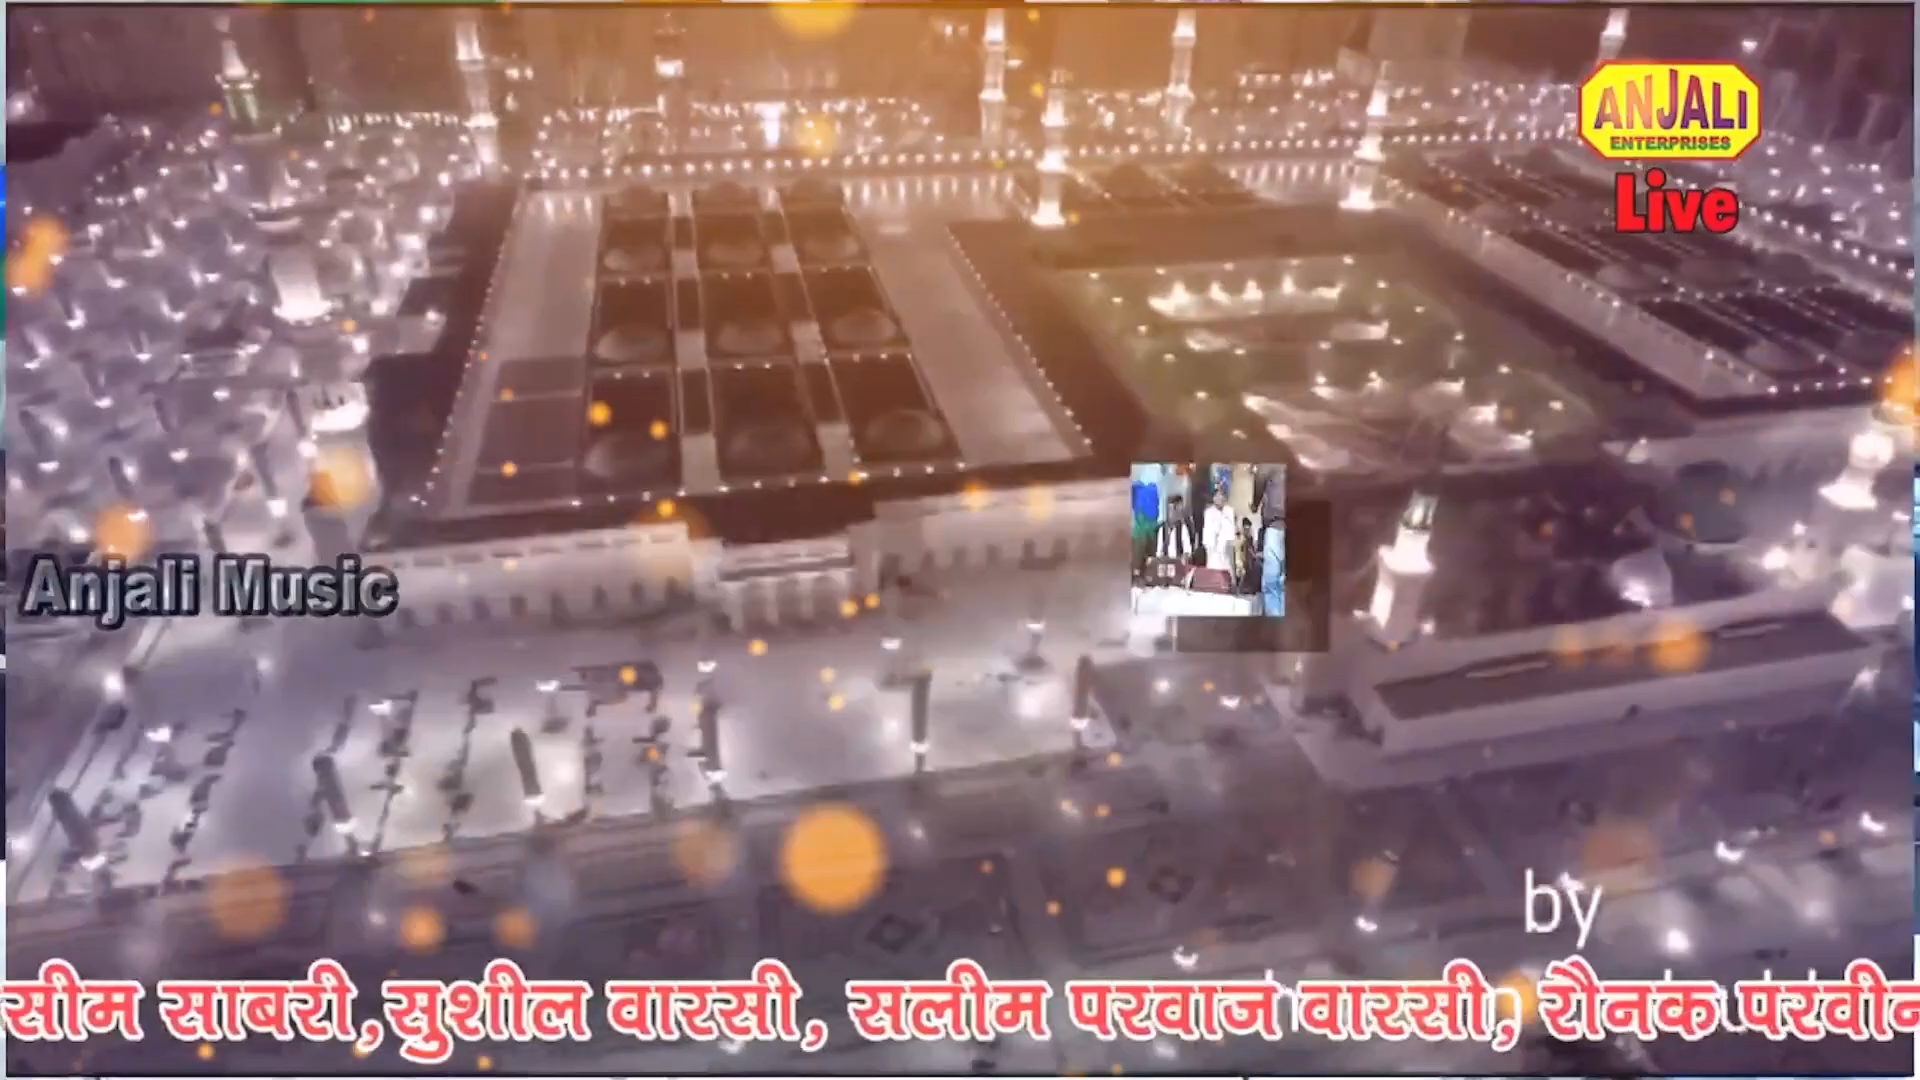 ANJALI
ENTERPRISES
Live
Anjali Music
by
सीम साबरी,सुशील वारसी, सलीम परवाज वारसी, रौनक परवीन